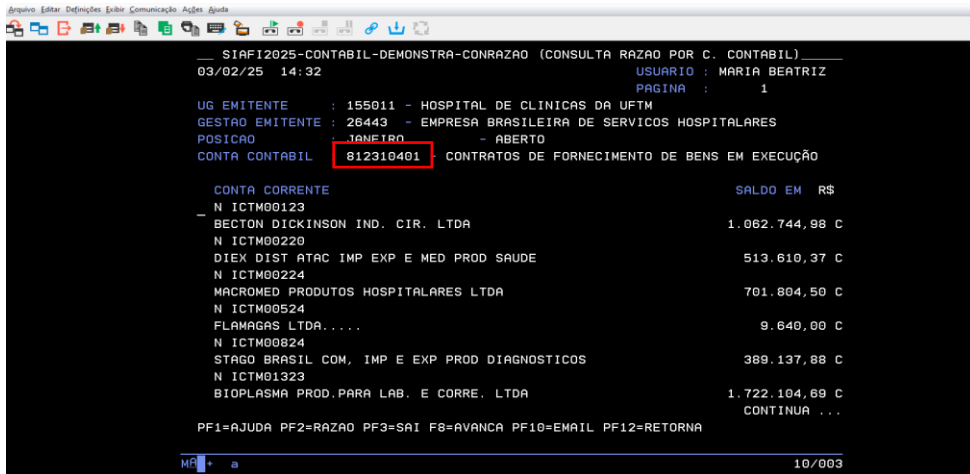 Arquivo Editar Definições Exibir Comunicação Ações Ajuda
__ SIAFI2025-CONTABIL-DEMONSTRA-CONRAZAO (CONSULTA RAZAO POR C. CONTABIL)_____
03/02/25 14:32 USUARIO : MARIA BEATRIZ
PAGINA : 1
UG EMITENTE : 155011 - HOSPITAL DE CLINICAS DA UFTM
GESTAO EMITENTE : 26443 - EMPRESA BRASILEIRA DE SERVICOS HOSPITALARES
POSICAO : JANEIRO - ABERTO
CONTA CONTABIL 812310401 - CONTRATOS DE FORNECIMENTO DE BENS EM EXECUÇÃO
CONTA CORRENTE SALDO EM R$
_ N ICTM00123
BECTON DICKINSON IND. CIR. LTDA 1.062.744,98 C
N ICTM00220
DIEX DIST ATAC IMP EXP E MED PROD SAUDE 513.610,37 C
N ICTM00224
MACROMED PRODUTOS HOSPITALARES LTDA 701.804,50 C
N ICTM00524
FLAMAGAS LTDA..... 9.640,00 C
N ICTM00824
STAGO BRASIL COM, IMP E EXP PROD DIAGNOSTICOS 389.137,88 C
N ICTM01323
BIOPLASMA PROD.PARA LAB. E CORRE. LTDA 1.722.104,69 C
CONTINUA ...
PF1=AJUDA PF2=RAZAO PF3=SAI F8=AVANCA PF10=EMAIL PF12=RETORNA
MA + a 10/003